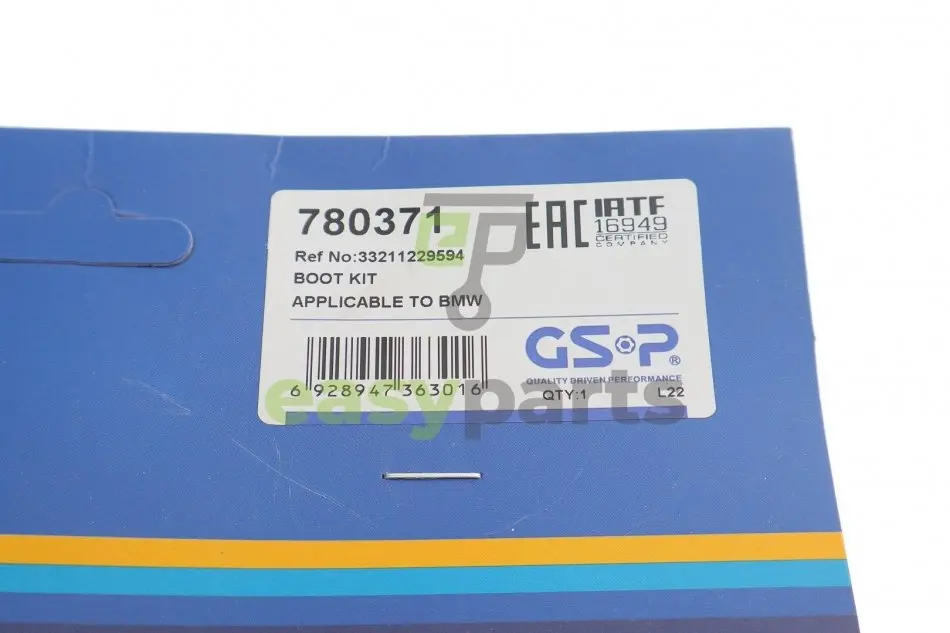 780371
EAC
IATF
16949
CERTIFIED
COMPANY
Ref No:33211229594
BOOT KIT
APPLICABLE TO BMW
GSP®
QUALITY DRIVEN PERFORMANCE
6 928947 363016
QTY:1
L22
ep
easyparts